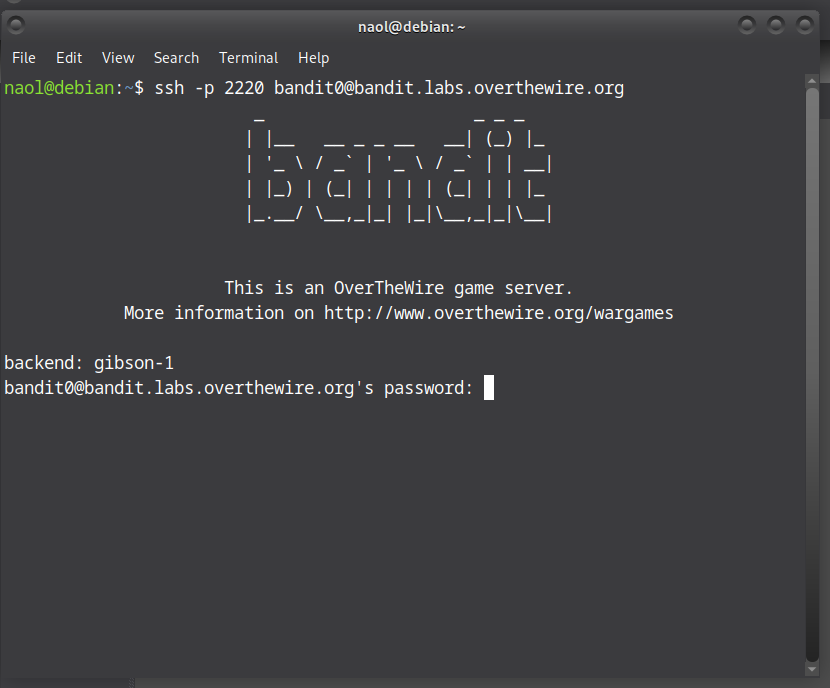 naol@debian: ~
File Edit View Search Terminal Help
naol@debian:~$ ssh -p 2220 bandit0@bandit.labs.overthewire.org
                         _                     _ _ _
                        | |__   __ _ _ __   __| (_) |_
                        | '_ \ / _` | '_ \ / _` | | __|
                        | |_) | (_| | | | | (_| | | |_
                        |_.__/ \__,_|_| |_|\__,_|_|\__|
                      This is an OverTheWire game server.
            More information on http://www.overthewire.org/wargames
backend: gibson-1
bandit0@bandit.labs.overthewire.org's password: